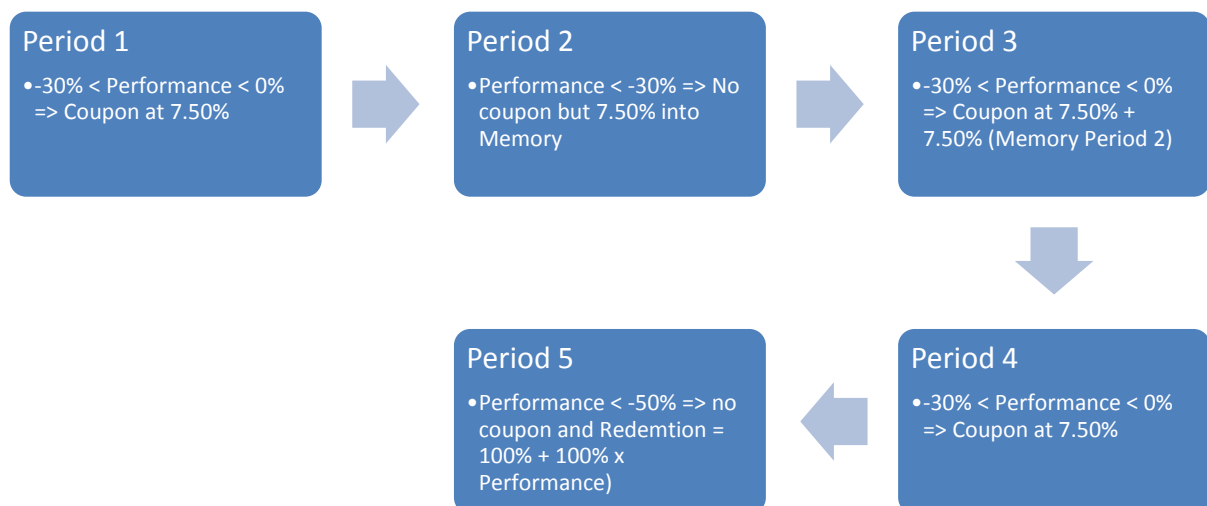 Period 1
•-30% < Performance < 0%
=> Coupon at 7.50%
Period 2
•Performance < -30% => No
coupon but 7.50% into
Memory
Period 3
•-30% < Performance < 0%
=> Coupon at 7.50% +
7.50% (Memory Period 2)
Period 4
•-30% < Performance < 0%
=> Coupon at 7.50%
Period 5
•Performance < -50% => no
coupon and Redemtion =
100% + 100% x
Performance)